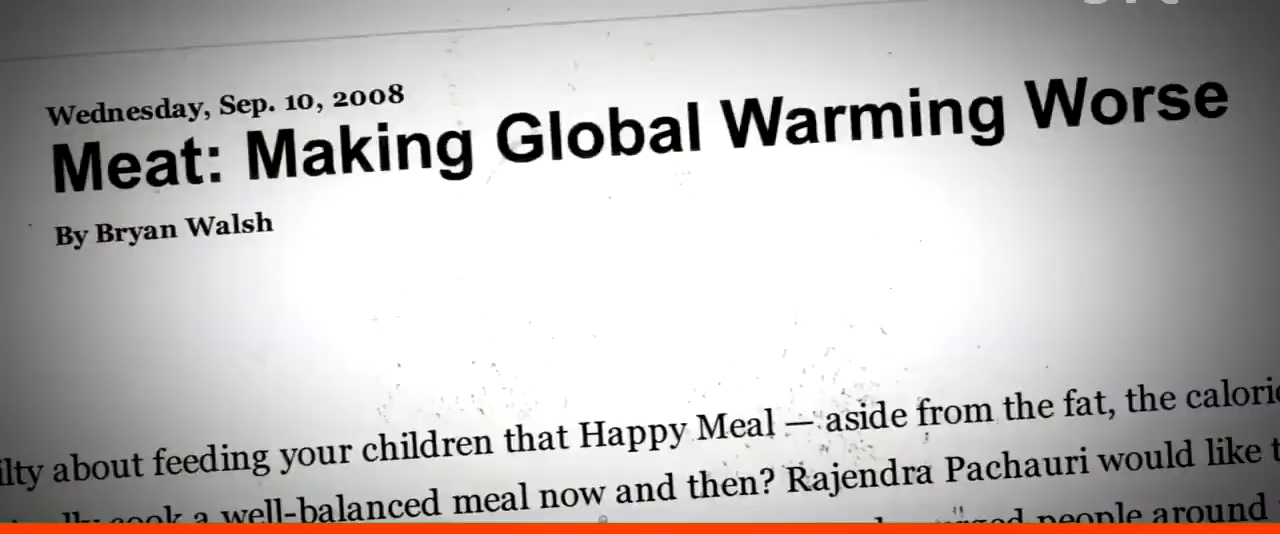 Wednesday, Sep. 10, 2008
Meat: Making Global Warming Worse
By Bryan Walsh
about feeding your children that Happy Meal — aside from the fat, the
a well-balanced meal now and then? Rajendra Pachauri would like
people around